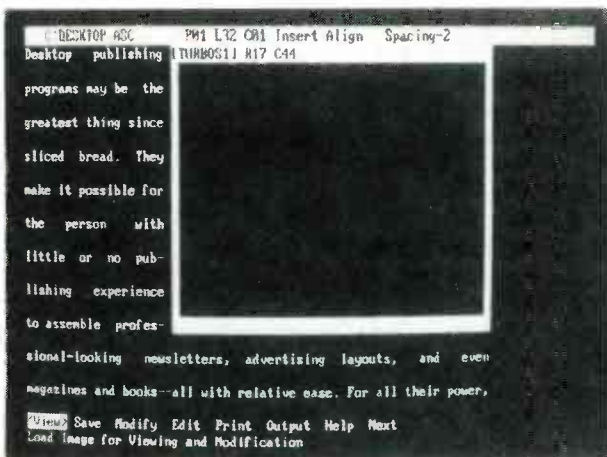 C:DESKTOP ASC P01 L32 C01 Insert Align Spacing-2
Desktop publishing [TURBOS1] R17 C44
programs may be the
greatest thing since
sliced bread. They
make it possible for
the person with
little or no pub-
lishing experience
to assemble profes-
sional-looking newsletters, advertising layouts, and even
magazines and books--all with relative ease. For all their power,
<View> Save Modify Edit Print Output Help Next
Load Image for Viewing and Modification